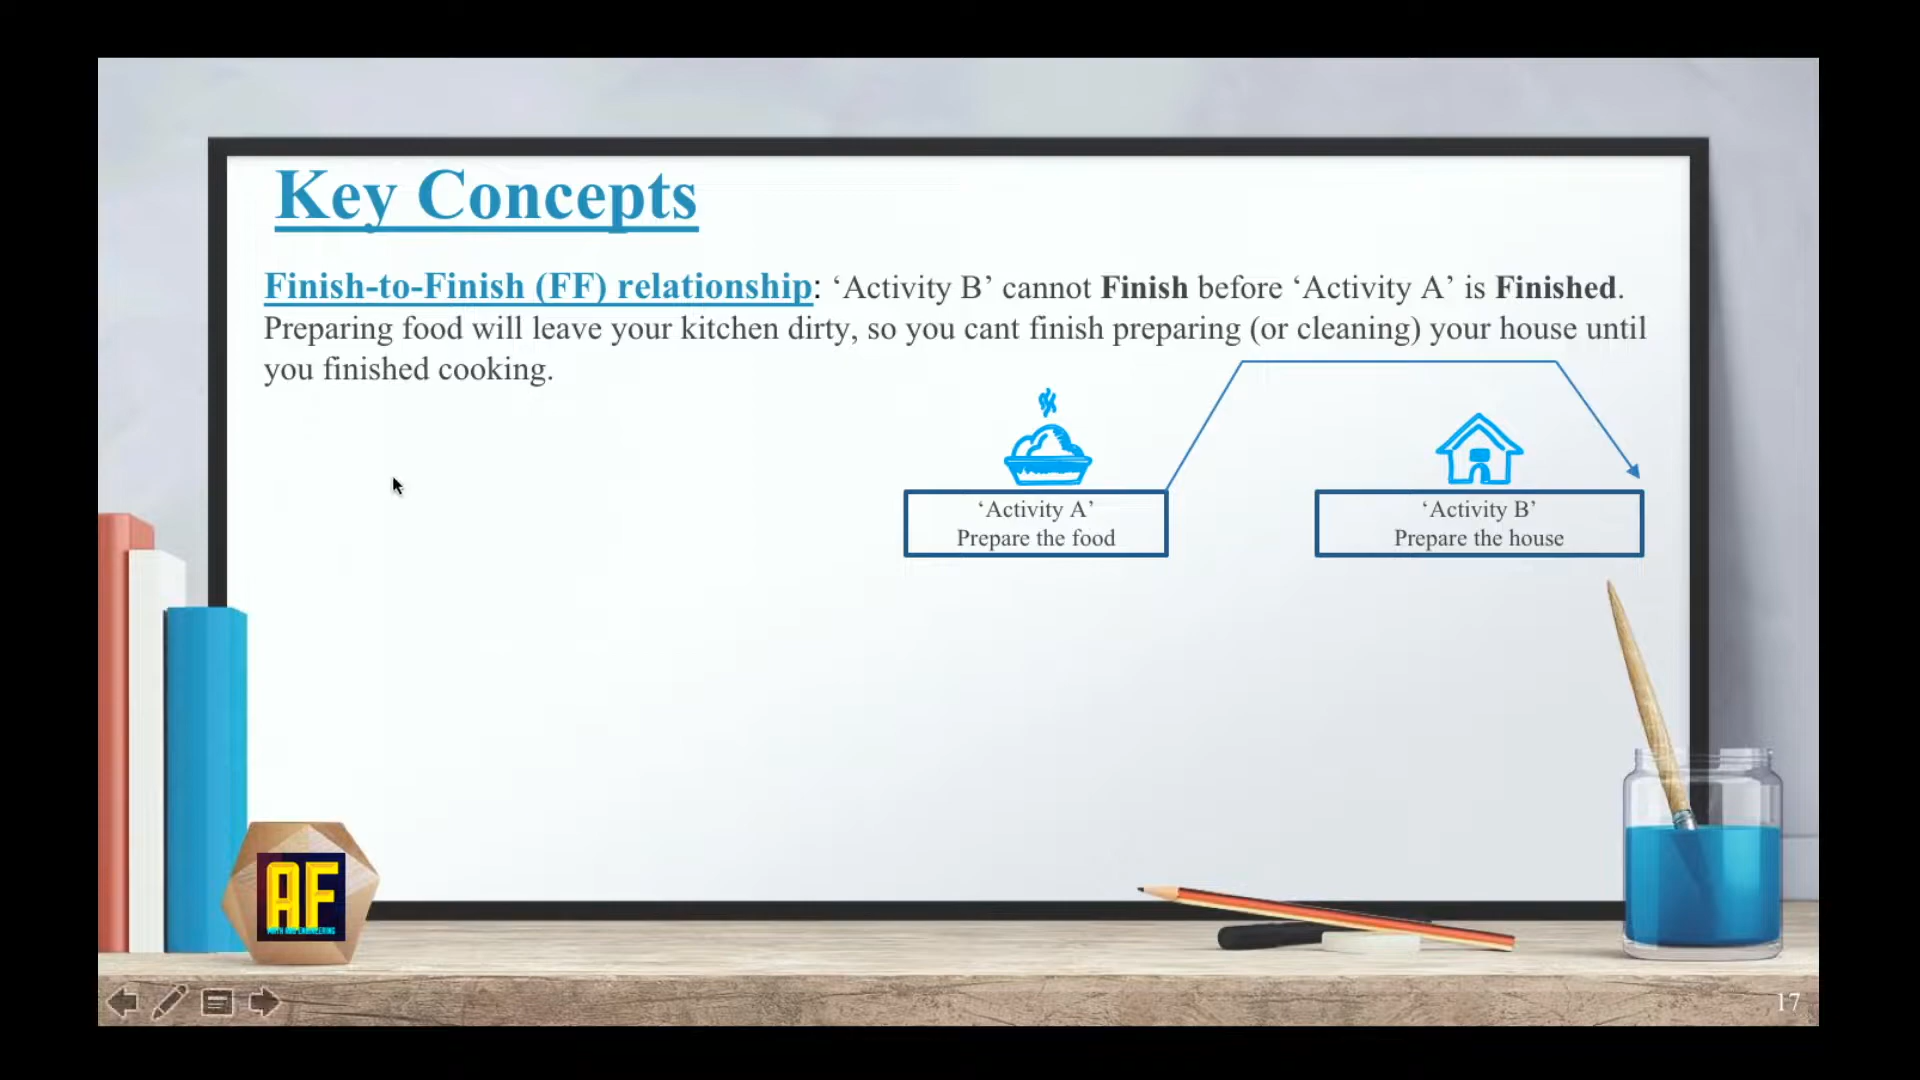 Key Concepts
Finish-to-Finish (FF) relationship: ‘Activity B’ cannot Finish before ‘Activity A’ is Finished.
Preparing food will leave your kitchen dirty, so you cant finish preparing (or cleaning) your house until
you finished cooking.
‘Activity A’
Prepare the food
‘Activity B’
Prepare the house
AF
17